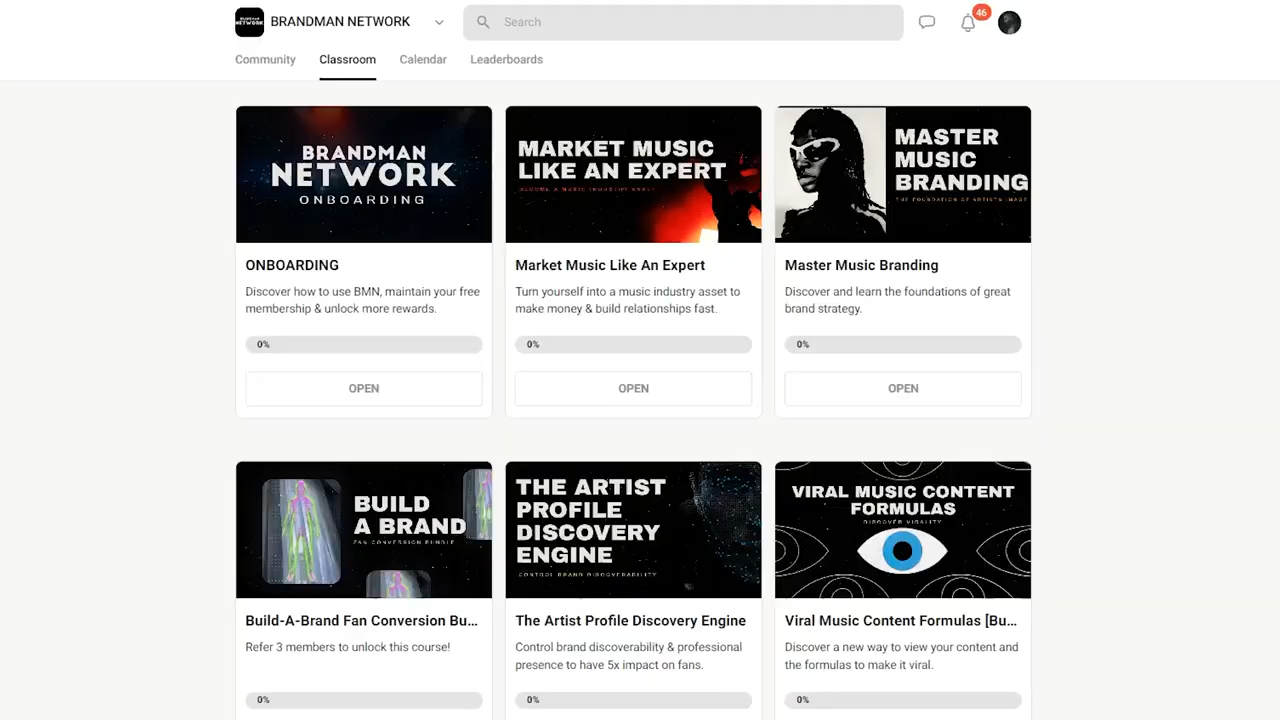 BRANDMAN NETWORK
Search
46
Community
Classroom
Calendar
Leaderboards
BRANDMAN
NETWORK
ONBOARDING
MARKET MUSIC
LIKE AN EXPERT
BECOME A MUSIC INDUSTRY ASSET
MASTER
MUSIC
BRANDING
THE FOUNDATION OF ARTISTS IMAGE
ONBOARDING
Discover how to use BMN, maintain your free
membership & unlock more rewards.
0%
OPEN
Market Music Like An Expert
Turn yourself into a music industry asset to
make money & build relationships fast.
0%
OPEN
Master Music Branding
Discover and learn the foundations of great
brand strategy.
0%
OPEN
BUILD
A BRAND
FAN CONVERSION BUNDLE
THE ARTIST
PROFILE
DISCOVERY
ENGINE
CONTROL BRAND DISCOVERABILITY
VIRAL MUSIC CONTENT
FORMULAS
DISCOVER VIRALITY
Build-A-Brand Fan Conversion Bu...
Refer 3 members to unlock this course!
0%
The Artist Profile Discovery Engine
Control brand discoverability & professional
presence to have 5x impact on fans.
0%
Viral Music Content Formulas [Bu...
Discover a new way to view your content and
the formulas to make it viral.
0%